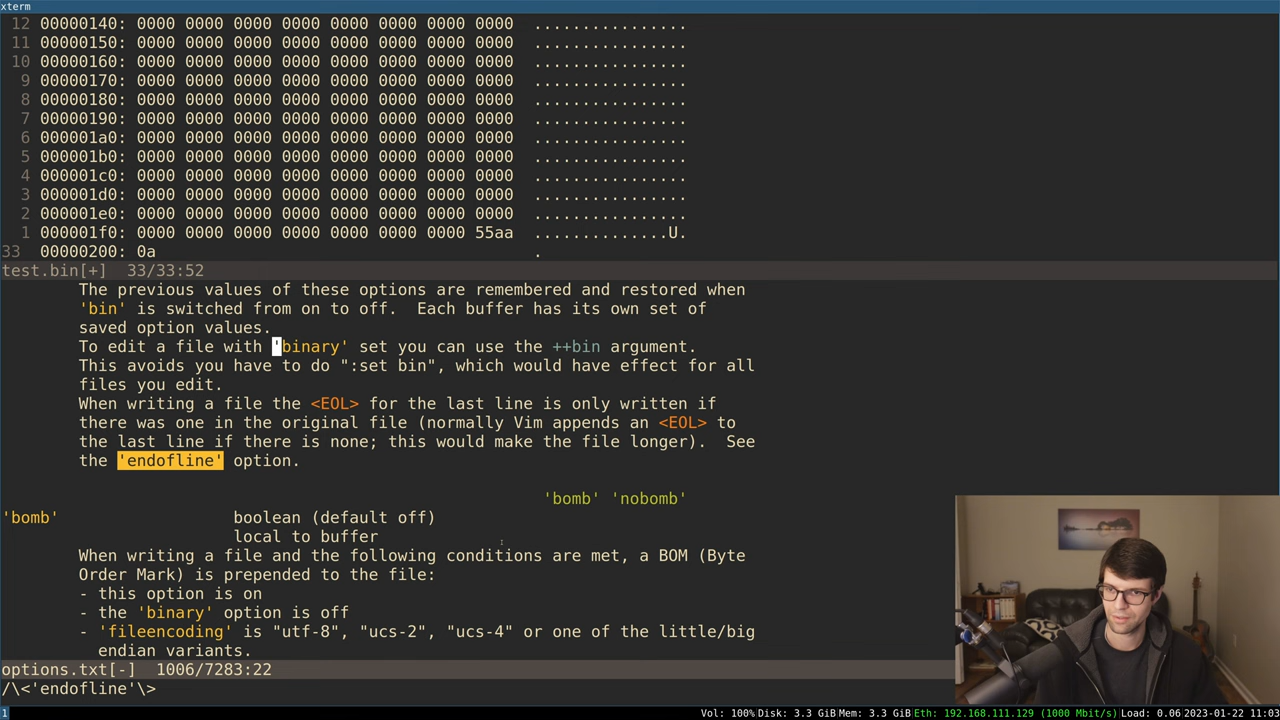 xterm
12 00000140: 0000 0000 0000 0000 0000 0000 0000 0000  ................
11 00000150: 0000 0000 0000 0000 0000 0000 0000 0000  ................
10 00000160: 0000 0000 0000 0000 0000 0000 0000 0000  ................
9 00000170: 0000 0000 0000 0000 0000 0000 0000 0000  ................
8 00000180: 0000 0000 0000 0000 0000 0000 0000 0000  ................
7 00000190: 0000 0000 0000 0000 0000 0000 0000 0000  ................
6 000001a0: 0000 0000 0000 0000 0000 0000 0000 0000  ................
5 000001b0: 0000 0000 0000 0000 0000 0000 0000 0000  ................
4 000001c0: 0000 0000 0000 0000 0000 0000 0000 0000  ................
3 000001d0: 0000 0000 0000 0000 0000 0000 0000 0000  ................
2 000001e0: 0000 0000 0000 0000 0000 0000 0000 0000  ................
1 000001f0: 0000 0000 0000 0000 0000 0000 0000 55aa  ..............U.
33 00000200: 0a  .
test.bin[+]  33/33:52
The previous values of these options are remembered and restored when
'bin' is switched from on to off.  Each buffer has its own set of
saved option values.
To edit a file with 'binary' set you can use the ++bin argument.
This avoids you have to do ":set bin", which would have effect for all
files you edit.
When writing a file the <EOL> for the last line is only written if
there was one in the original file (normally Vim appends an <EOL> to
the last line if there is none; this would make the file longer).  See
the 'endofline' option.
'bomb' 'nobomb'
'bomb' boolean (default off)
local to buffer
When writing a file and the following conditions are met, a BOM (Byte
Order Mark) is prepended to the file:
- this option is on
- the 'binary' option is off
- 'fileencoding' is "utf-8", "ucs-2", "ucs-4" or one of the little/big
endian variants.
options.txt[-]  1006/7283:22
/\<'endofline'\>
1 Vol: 100% Disk: 3.3 GiB Mem: 3.3 GiB Eth: 192.168.111.129 (1000 Mbit/s) Load: 0.06 2023-01-22 11:03